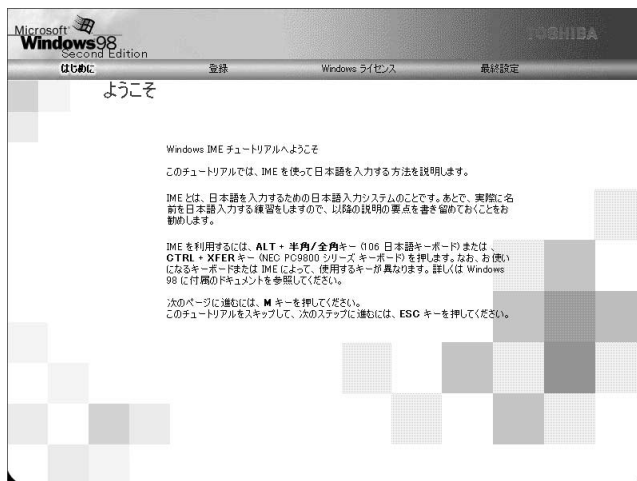 Microsoft
Windows98
Second Edition
TOSHIBA
はじめに
登録
Windows ライセンス
最終設定
ようこそ
Windows IME チュートリアルへようこそ
このチュートリアルでは、IME を使って日本語を入力する方法を説明します。
IME とは、日本語を入力するための日本語入力システムのことです。あとで、実際に名
前を日本語入力する練習をしますので、以降の説明の要点を書き留めておくことをお
勧めします。
IME を利用するには、ALT + 半角/全角キー (106 日本語キーボード) または 、
CTRL + XFER キー (NEC PC9800 シリーズ キーボード) を押します。なお、お使い
になるキーボードまたは IME によって、使用するキーが異なります。詳しくは Windows
98 に付属のドキュメントを参照してください。
次のページに進むには、M キーを押してください。
このチュートリアルをスキップして、次のステップに進むには、ESC キーを押してください。